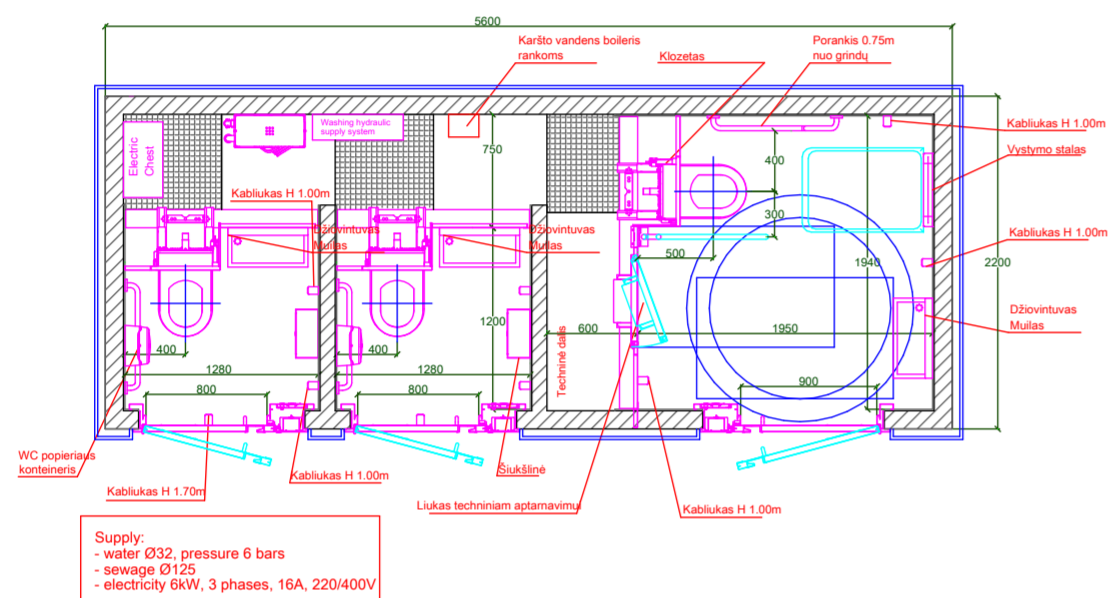 5600
Karšto vandens boileris
rankoms
Klozetas
Porankis 0.75m
nuo grindų
Kabliukas H 1.00m
Vystymo stalas
Electric
Chest
Washing hydraulic
supply system
750
400
Kabliukas H 1.00m
300
Džiovintuvas
Muilas
Džiovintuvas
Muilas
Kabliukas H 1.00m
500
1940
2200
Džiovintuvas
Muilas
1200
600
1950
400
400
Techninė dalis
1280
1280
800
800
900
WC popieriaus
konteineris
Kabliukas H 1.70m
Kabliukas H 1.00m
Šiukšlinė
Liukas techniniam aptarnavimui
Kabliukas H 1.00m
Supply:
- water Ø32, pressure 6 bars
- sewage Ø125
- electricity 6kW, 3 phases, 16A, 220/400V